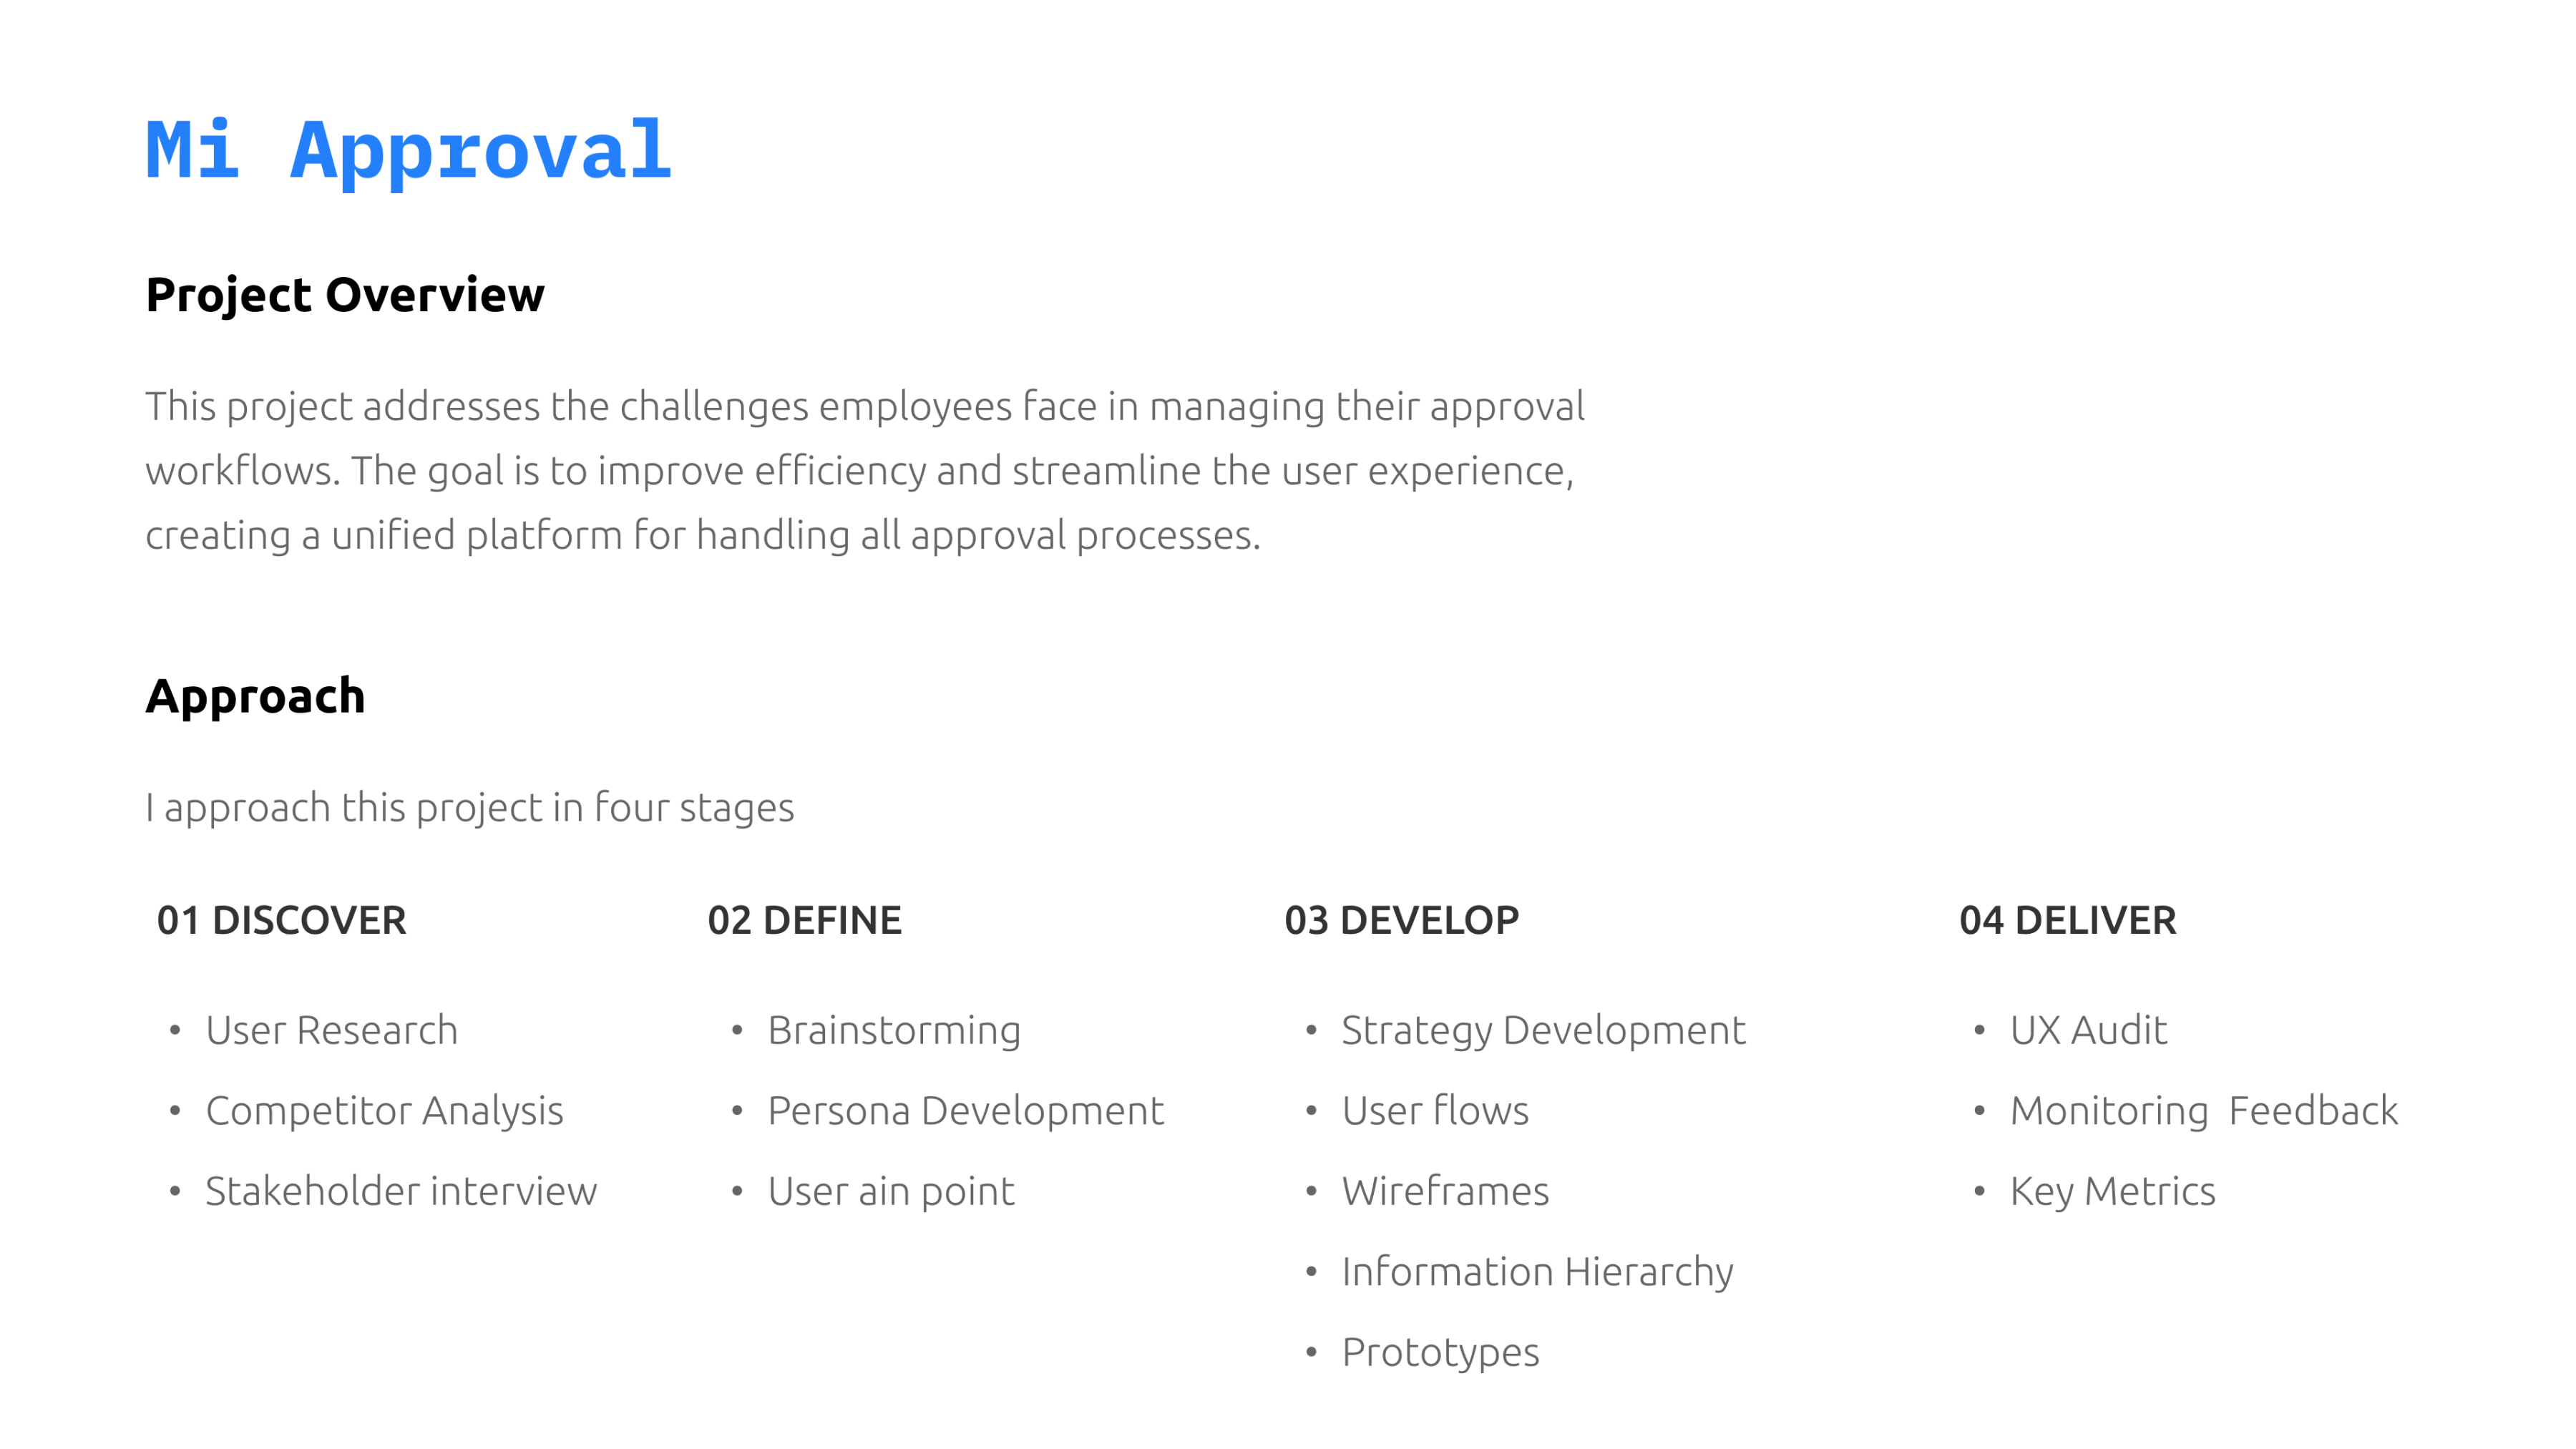 Mi Approval
Project Overview
This project addresses the challenges employees face in managing their approval
workflows. The goal is to improve efficiency and streamline the user experience,
creating a unified platform for handling all approval processes.
Approach
I approach this project in four stages
01 DISCOVER
• User Research
• Competitor Analysis
• Stakeholder interview
02 DEFINE
• Brainstorming
• Persona Development
• User ain point
03 DEVELOP
• Strategy Development
• User flows
• Wireframes
• Information Hierarchy
• Prototypes
04 DELIVER
• UX Audit
• Monitoring  Feedback
• Key Metrics